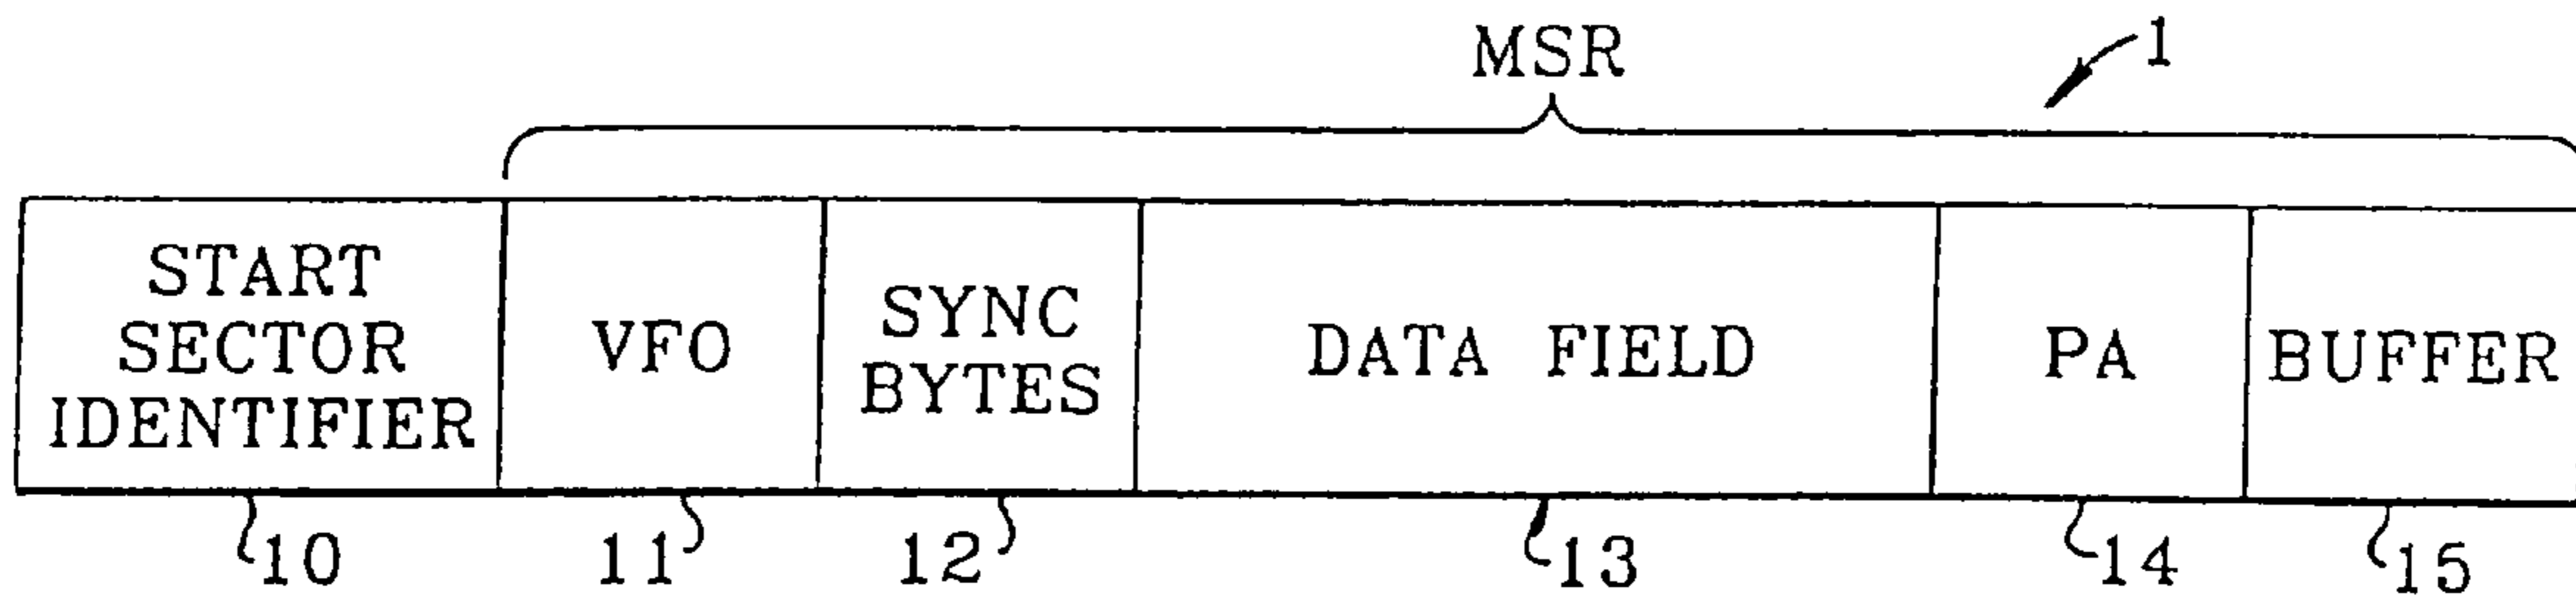 MSR
1
START
SECTOR
IDENTIFIER
VFO
SYNC
BYTES
DATA FIELD
PA
BUFFER
10
11
12
13
14
15